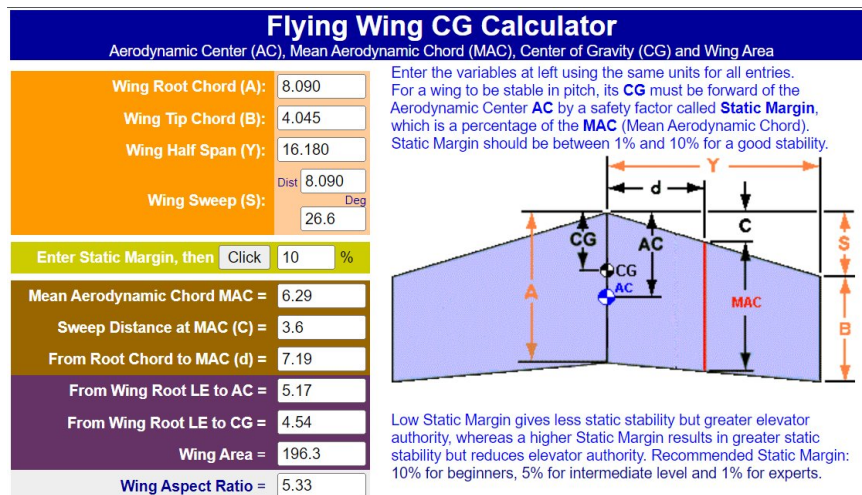 Flying Wing CG Calculator
Aerodynamic Center (AC), Mean Aerodynamic Chord (MAC), Center of Gravity (CG) and Wing Area
Wing Root Chord (A): 8.090
Wing Tip Chord (B): 4.045
Wing Half Span (Y): 16.180
Wing Sweep (S): Dist 8.090
Deg
26.6
Enter Static Margin, then Click 10 %
Mean Aerodynamic Chord MAC = 6.29
Sweep Distance at MAC (C) = 3.6
From Root Chord to MAC (d) = 7.19
From Wing Root LE to AC = 5.17
From Wing Root LE to CG = 4.54
Wing Area = 196.3
Wing Aspect Ratio = 5.33
Enter the variables at left using the same units for all entries.
For a wing to be stable in pitch, its CG must be forward of the
Aerodynamic Center AC by a safety factor called Static Margin,
which is a percentage of the MAC (Mean Aerodynamic Chord).
Static Margin should be between 1% and 10% for a good stability.
Y
d
C
S
CG
AC
CG
AC
A
MAC
B
Low Static Margin gives less static stability but greater elevator
authority, whereas a higher Static Margin results in greater static
stability but reduces elevator authority. Recommended Static Margin:
10% for beginners, 5% for intermediate level and 1% for experts.